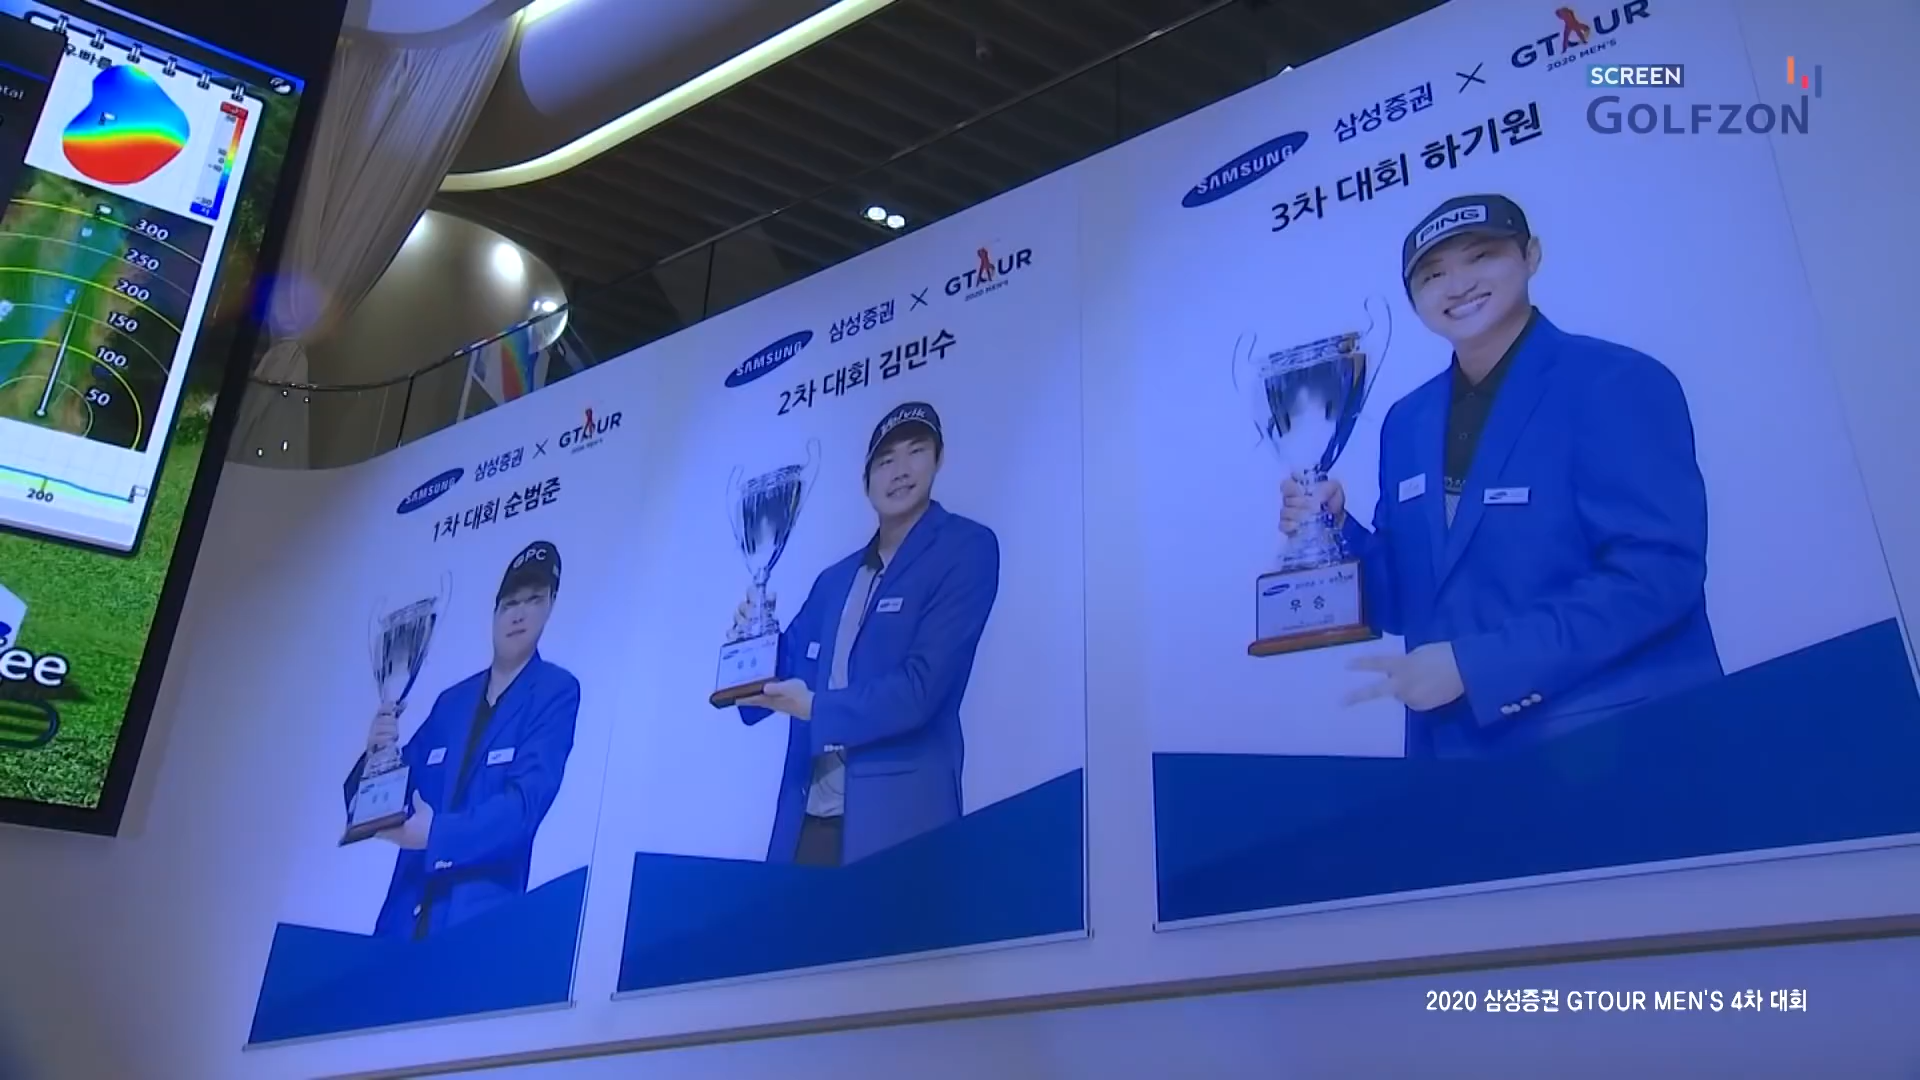 SCREEN
GOLFZON
SAMSUNG 삼성증권 × GTOUR
2020 MEN'S
3차 대회 하기원
PING
우승
SAMSUNG 삼성증권 × GTOUR
2020 MEN'S
2차 대회 김민수
Volvik
SAMSUNG 삼성증권 × GTOUR
1차 대회 순범준
PC
300
250
200
150
100
50
200
ee
2020 삼성증권 GTOUR MEN'S 4차 대회